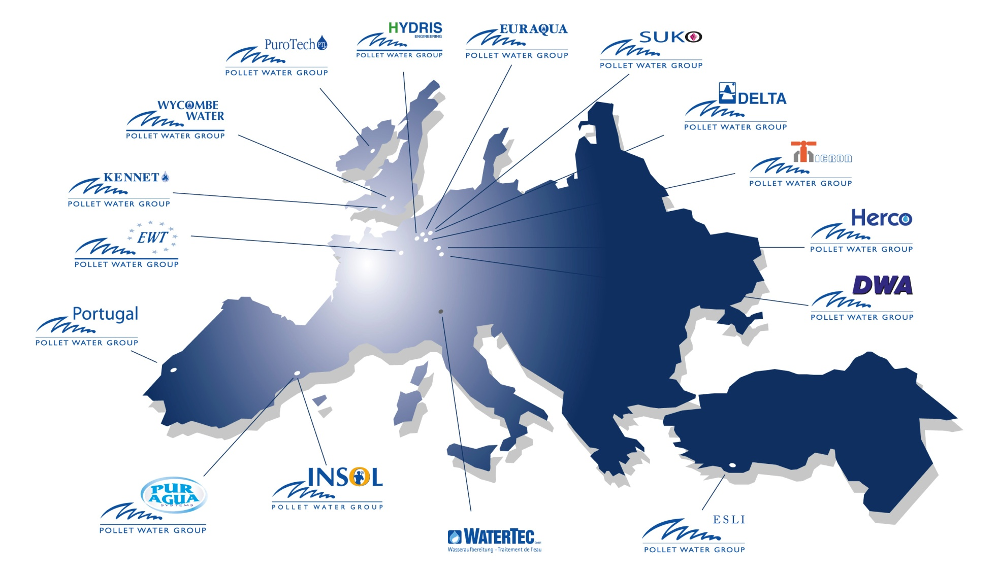 HYDRIS
ENGINEERING
POLLET WATER GROUP
EURAQUA
POLLET WATER GROUP
SUKO
POLLET WATER GROUP
PuroTech PTL
POLLET WATER GROUP
DELTA
POLLET WATER GROUP
WYCOMBE
WATER
POLLET WATER GROUP
MICRON
POLLET WATER GROUP
KENNET
POLLET WATER GROUP
Herco
POLLET WATER GROUP
EWT
POLLET WATER GROUP
DWA
POLLET WATER GROUP
Portugal
POLLET WATER GROUP
INSOL
POLLET WATER GROUP
PUR
AGUA
SYSTEMS
POLLET WATER GROUP
WATERTEC GmbH
Wasseraufbereitung - Traitement de l'eau
ESLI
POLLET WATER GROUP